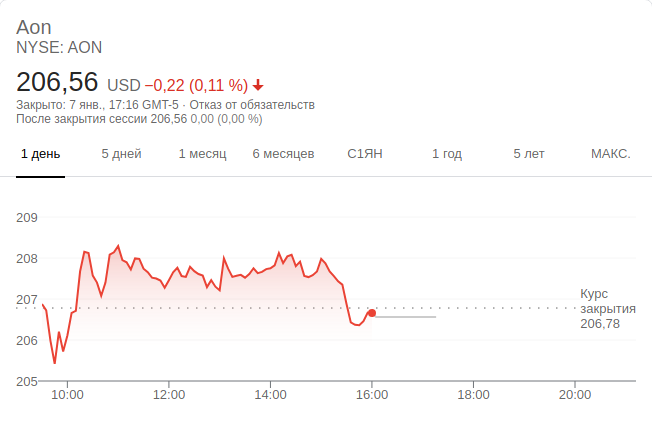 Aon
NYSE: AON
206,56 USD −0,22 (0,11 %)
Закрыто: 7 янв., 17:16 GMT-5 · Отказ от обязательств
После закрытия сессии 206,56 0,00 (0,00 %)
1 день 5 дней 1 месяц 6 месяцев С1ЯН 1 год 5 лет МАКС.
209
208
207
206
205
Курс
закрытия
206,78
10:00 12:00 14:00 16:00 18:00 20:00